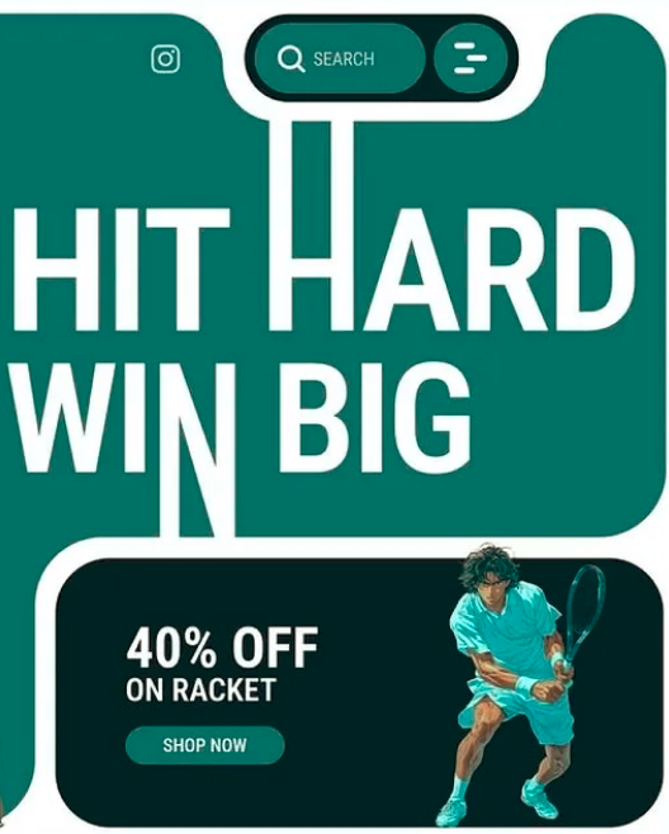 SEARCH
HIT HARD
WIN BIG
40% OFF
ON RACKET
SHOP NOW